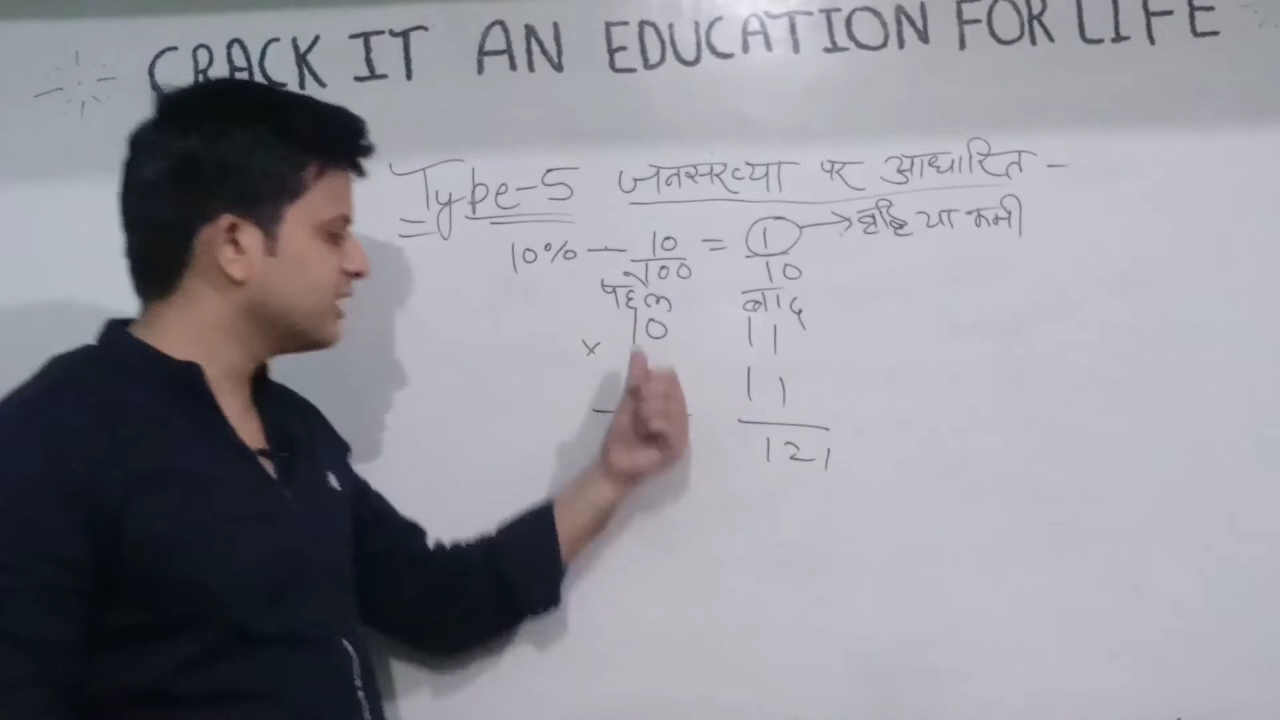 CRACK IT AN EDUCATION FOR LIFE
Type-5 जनसख्या पर आधारित -
10% — 10/100 = 1/10 → वृद्दि या कमी
पहले बाद
× 10 11
11
121